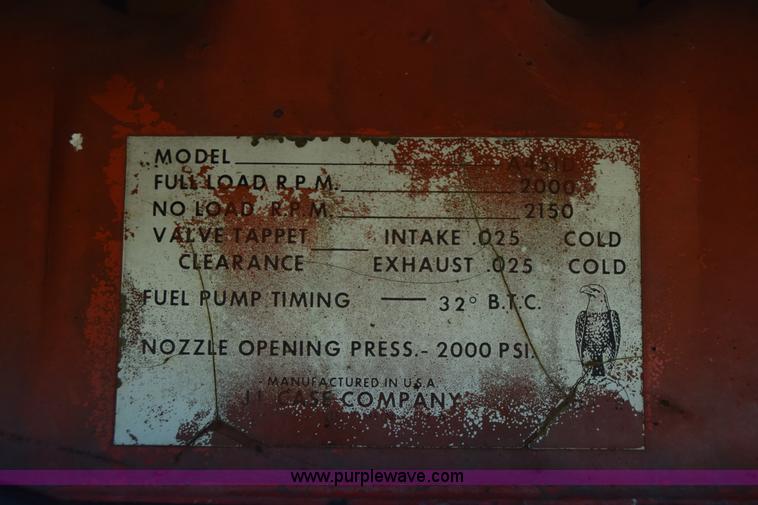 MODEL A451D
FULL LOAD R.P.M. 2000
NO LOAD R.P.M. 2150
VALVE TAPPET INTAKE .025 COLD
CLEARANCE EXHAUST .025 COLD
FUEL PUMP TIMING — 32° B.T.C.
NOZZLE OPENING PRESS.- 2000 PSI.
MANUFACTURED IN U.S.A.
J I CASE COMPANY
www.purplewave.com